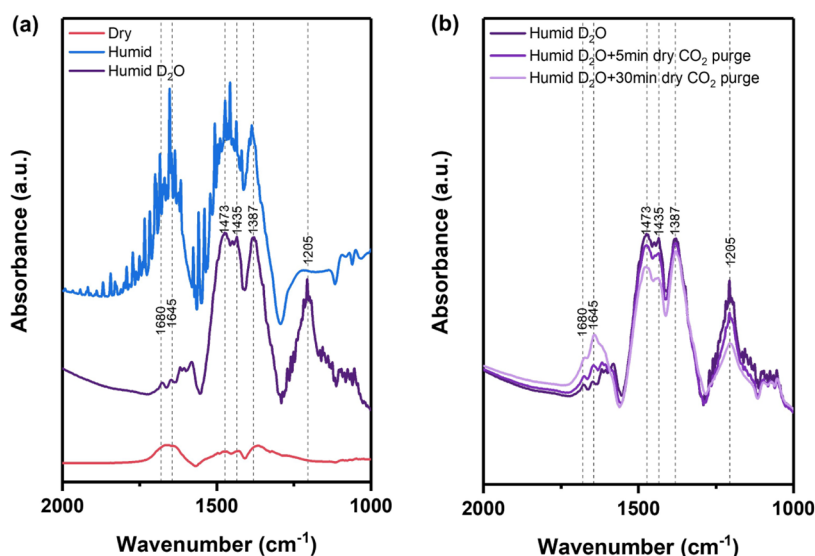 (a)
Dry
Humid
Humid D₂O
1680
1645
1473
1435
1387
1205
Absorbance (a.u.)
2000
1500
1000
Wavenumber (cm⁻¹)
(b)
Humid D₂O
Humid D₂O+5min dry CO₂ purge
Humid D₂O+30min dry CO₂ purge
1680
1645
1473
1435
1387
1205
Absorbance (a.u.)
2000
1500
1000
Wavenumber (cm⁻¹)